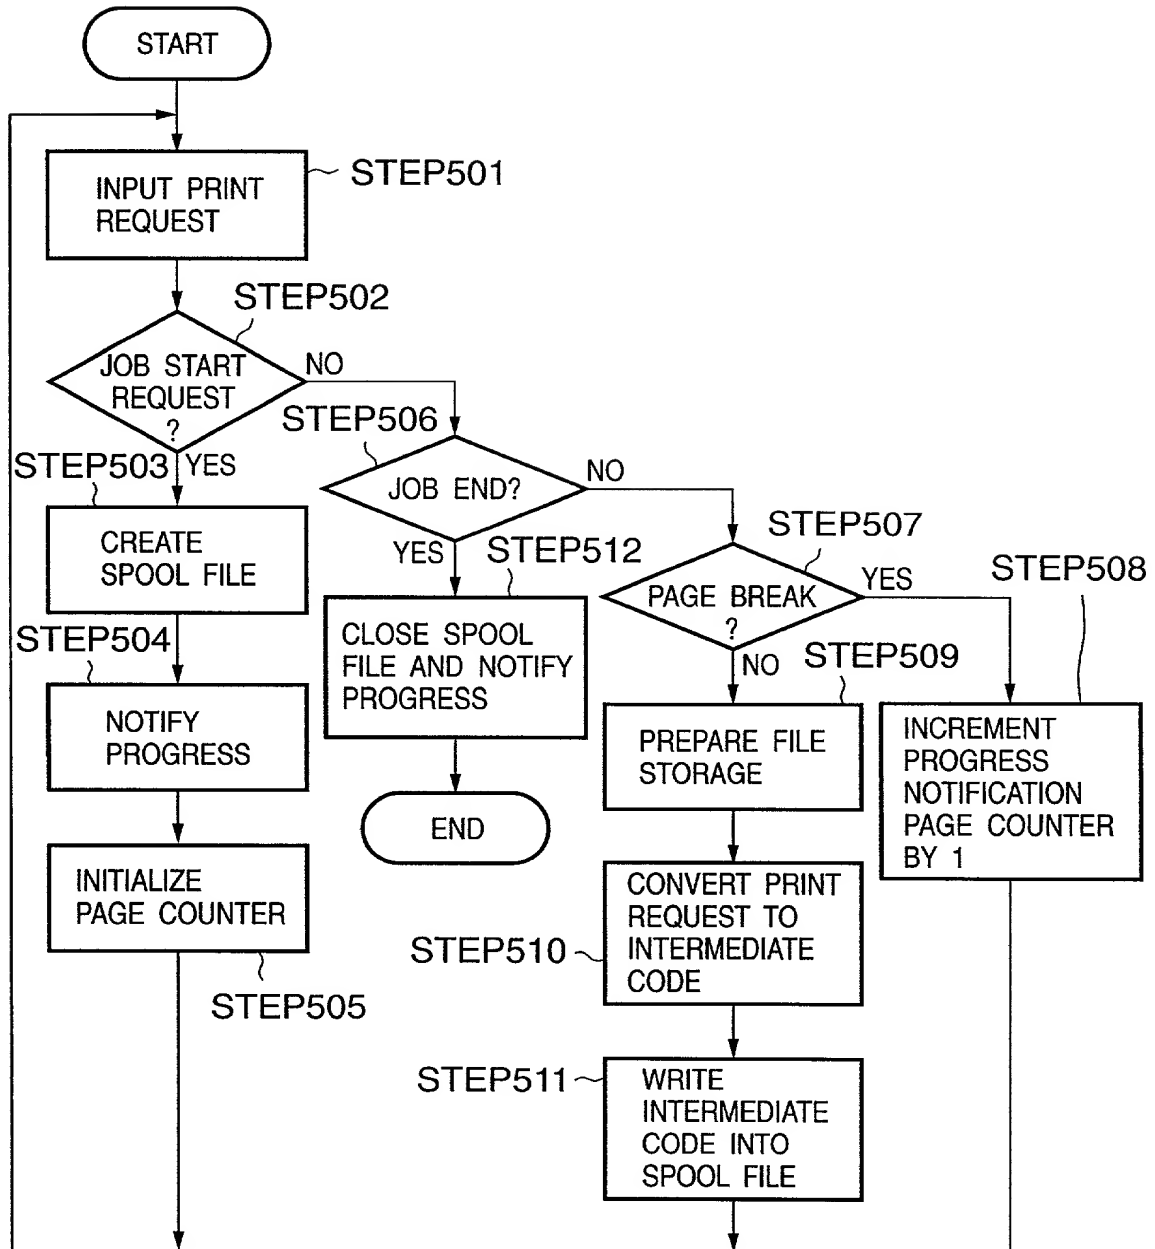 START
STEP501
INPUT PRINT
REQUEST
STEP502
JOB START
REQUEST
?
NO
YES
STEP503
CREATE
SPOOL FILE
STEP504
NOTIFY
PROGRESS
INITIALIZE
PAGE COUNTER
STEP505
STEP506
JOB END?
NO
YES
STEP512
CLOSE SPOOL
FILE AND NOTIFY
PROGRESS
END
STEP507
PAGE BREAK
?
YES
NO
STEP508
INCREMENT
PROGRESS
NOTIFICATION
PAGE COUNTER
BY 1
STEP509
PREPARE FILE
STORAGE
STEP510
CONVERT PRINT
REQUEST TO
INTERMEDIATE
CODE
STEP511
WRITE
INTERMEDIATE
CODE INTO
SPOOL FILE